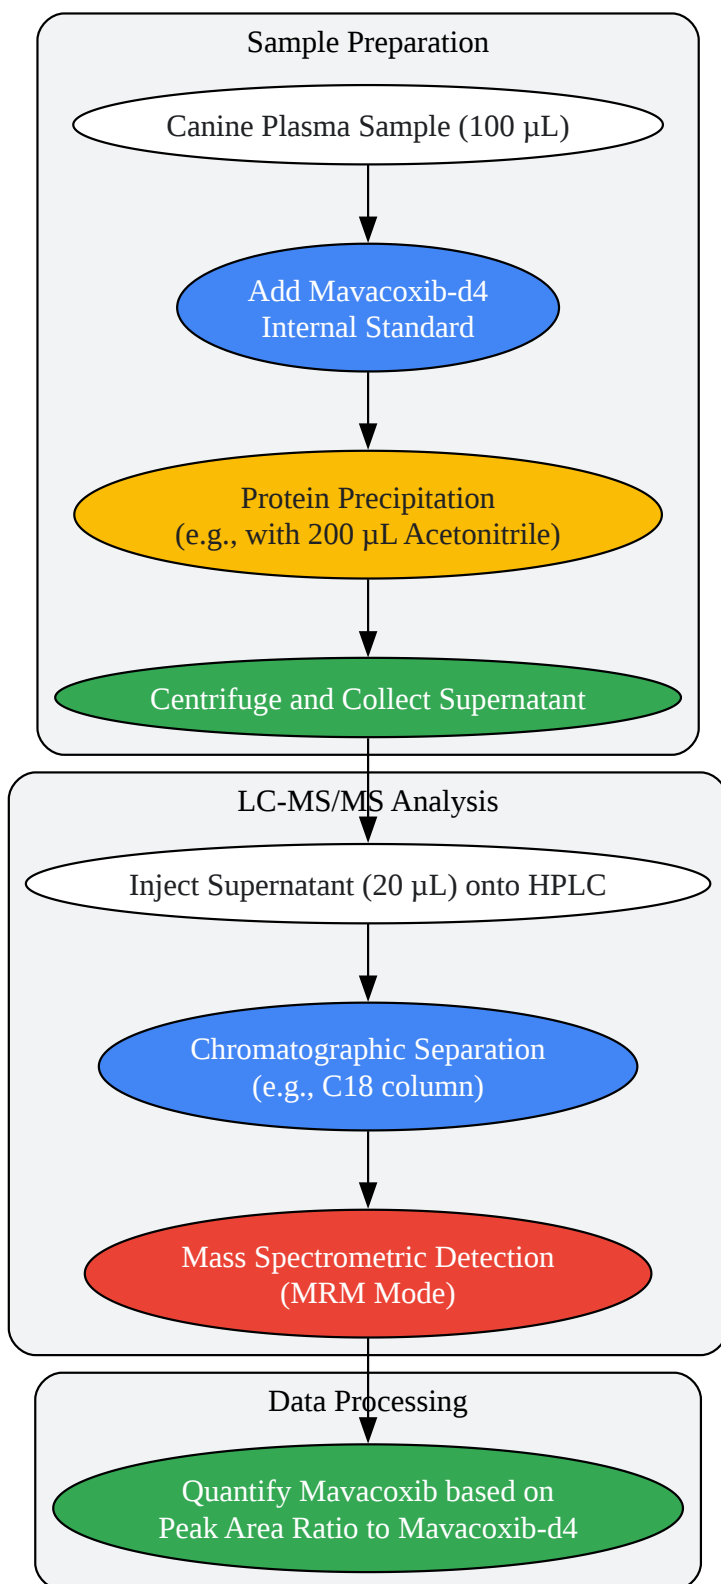 Sample Preparation
Canine Plasma Sample (100 µL)
Add Mavacoxib-d4
Internal Standard
Protein Precipitation
(e.g., with 200 µL Acetonitrile)
Centrifuge and Collect Supernatant
LC-MS/MS Analysis
Inject Supernatant (20 µL) onto HPLC
Chromatographic Separation
(e.g., C18 column)
Mass Spectrometric Detection
(MRM Mode)
Data Processing
Quantify Mavacoxib based on
Peak Area Ratio to Mavacoxib-d4